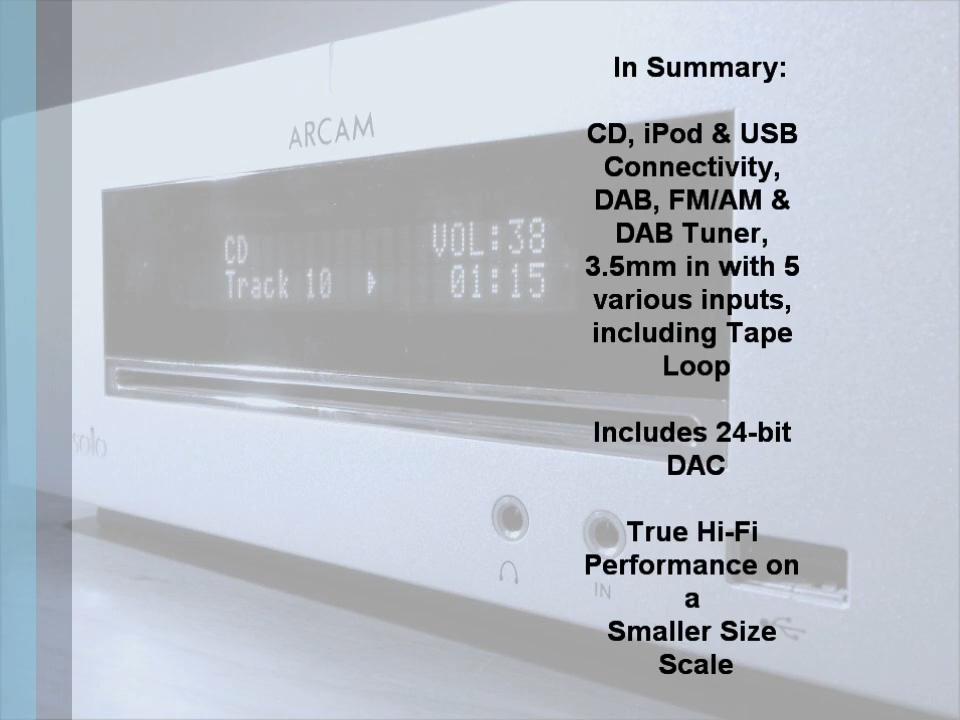 In Summary:
CD, iPod & USB
Connectivity,
DAB, FM/AM &
DAB Tuner,
3.5mm in with 5
various inputs,
including Tape
Loop
Includes 24-bit
DAC
True Hi-Fi
Performance on
a
Smaller Size
Scale
ARCAM
CD VOL:38
Track 10 01:15
solo
IN